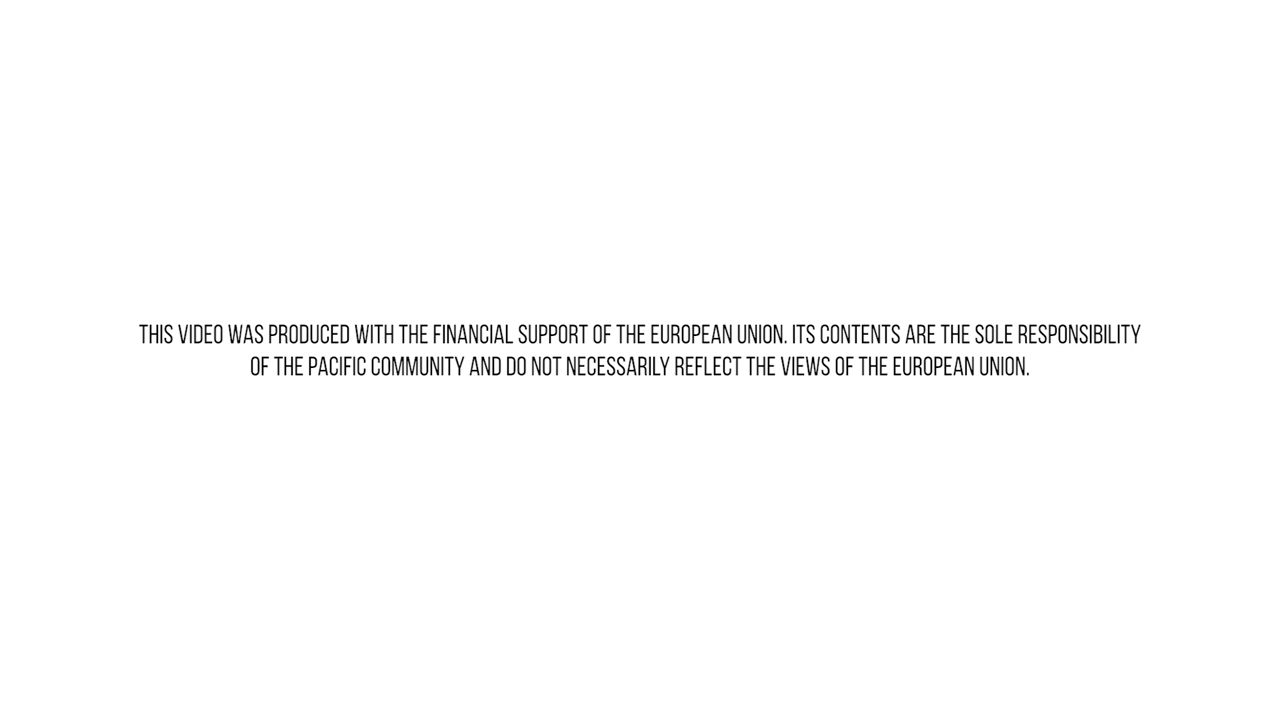 THIS VIDEO WAS PRODUCED WITH THE FINANCIAL SUPPORT OF THE EUROPEAN UNION. ITS CONTENTS ARE THE SOLE RESPONSIBILITY
OF THE PACIFIC COMMUNITY AND DO NOT NECESSARILY REFLECT THE VIEWS OF THE EUROPEAN UNION.